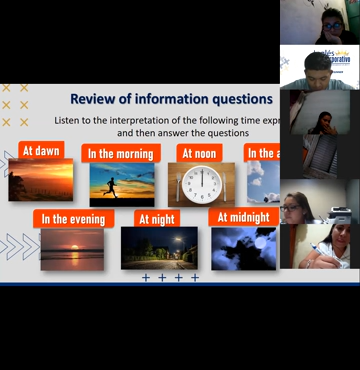 Review of information questions
Listen to the interpretation of the following time expr
and then answer the questions
At dawn
In the morning
At noon
In the a
In the evening
At night
At midnight